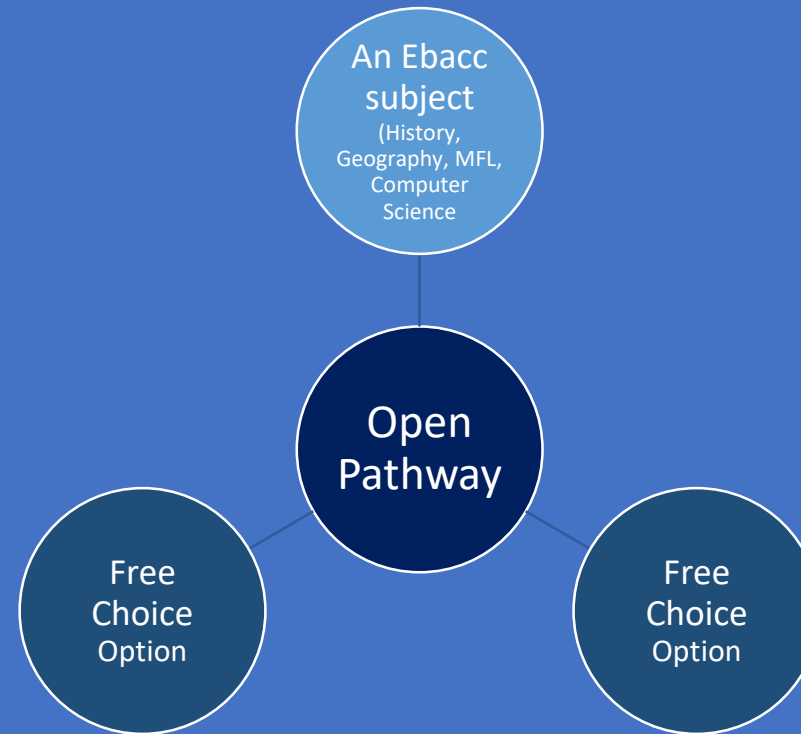 An Ebacc
subject
(History,
Geography, MFL,
Computer
Science
Open
Pathway
Free
Choice
Option
Free
Choice
Option